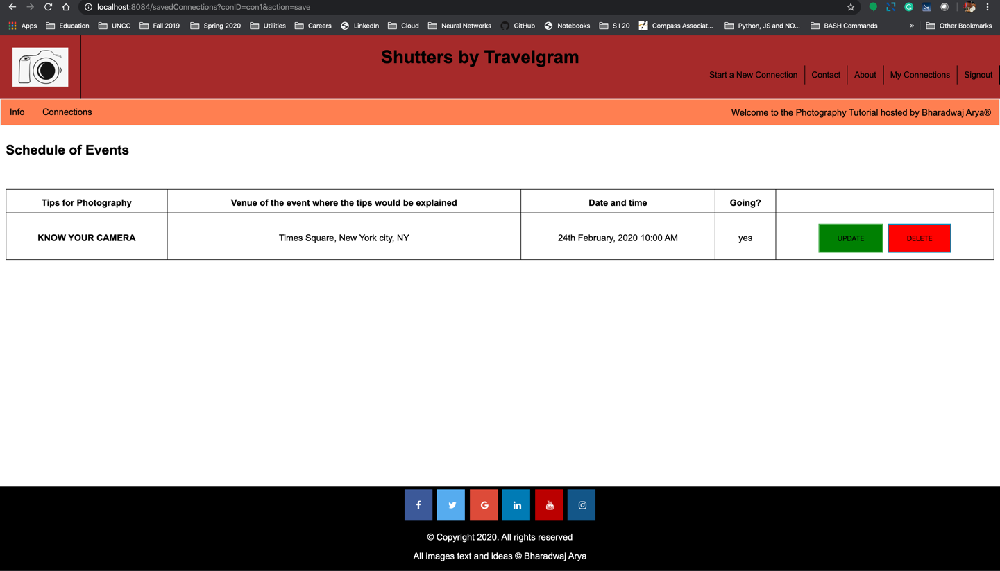 localhost:8084/savedConnections?conID=con1&action=save
Apps Education UNCC Fall 2019 Spring 2020 Utilities Careers LinkedIn Cloud Neural Networks GitHub Notebooks S I 20 Compass Associat... Python, JS and NO... BASH Commands » Other Bookmarks
Shutters by Travelgram
Start a New Connection Contact About My Connections Signout
Info Connections Welcome to the Photography Tutorial hosted by Bharadwaj Arya®
Schedule of Events
Tips for Photography Venue of the event where the tips would be explained Date and time Going?
KNOW YOUR CAMERA Times Square, New York city, NY 24th February, 2020 10:00 AM yes UPDATE DELETE
f G in You Tube
© Copyright 2020. All rights reserved
All images text and ideas © Bharadwaj Arya